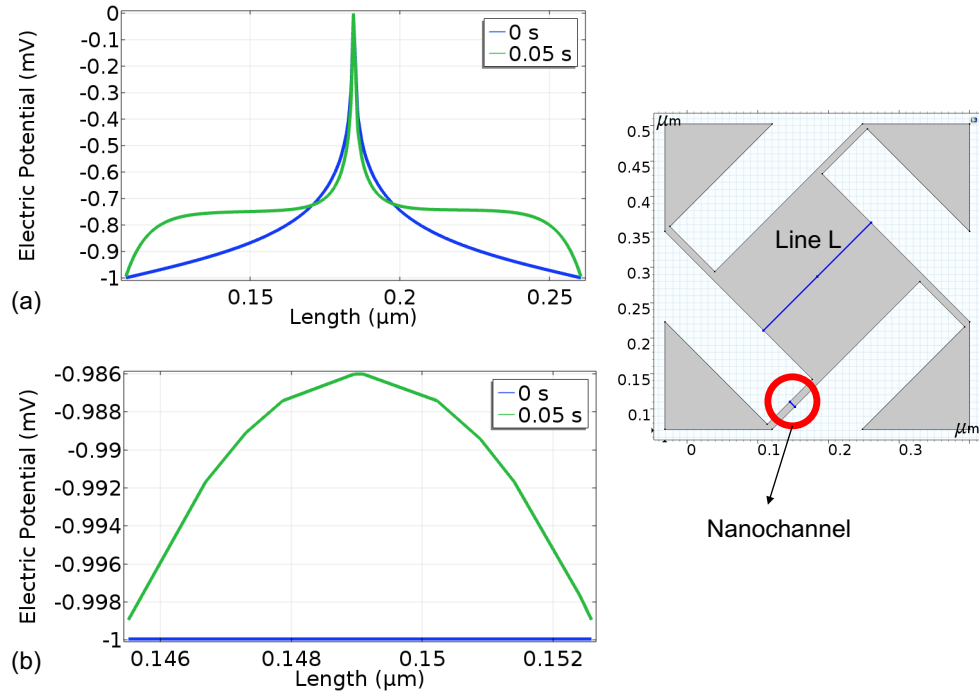 Electric Potential (mV)
0
-0.1
-0.2
-0.3
-0.4
-0.5
-0.6
-0.7
-0.8
-0.9
-1
0 s
0.05 s
0.15
0.2
0.25
Length (µm)
(a)
Electric Potential (mV)
-0.986
-0.988
-0.99
-0.992
-0.994
-0.996
-0.998
-1
0 s
0.05 s
0.146
0.148
0.15
0.152
Length (µm)
(b)
µm
0.5
0.45
0.4
0.35
0.3
0.25
0.2
0.15
0.1
Line L
µm
0
0.1
0.2
0.3
Nanochannel